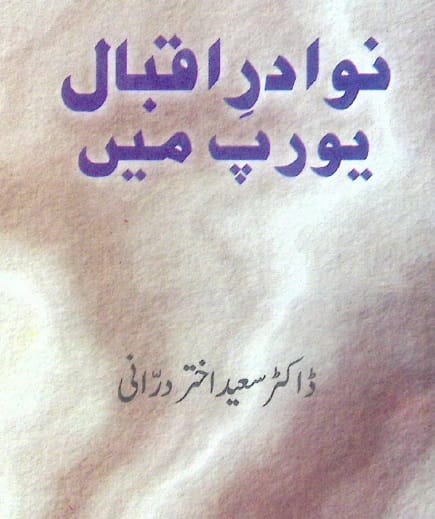 نوادرِ اقبال
یورپ میں
ڈاکٹر سعید اختر درّانی